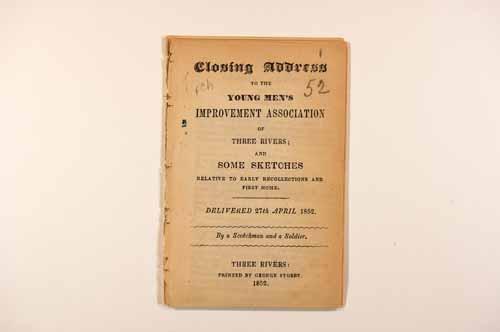 Closing Address
TO THE
YOUNG MEN'S
IMPROVEMENT ASSOCIATION
OF
THREE RIVERS;
AND
SOME SKETCHES
RELATIVE TO EARLY RECOLLECTIONS AND
FIRST HOME.
DELIVERED 27th APRIL 1852.
By a Scotchman and a Soldier.
THREE RIVERS:
PRINTED BY GEORGE STOBBS.
1852.
52